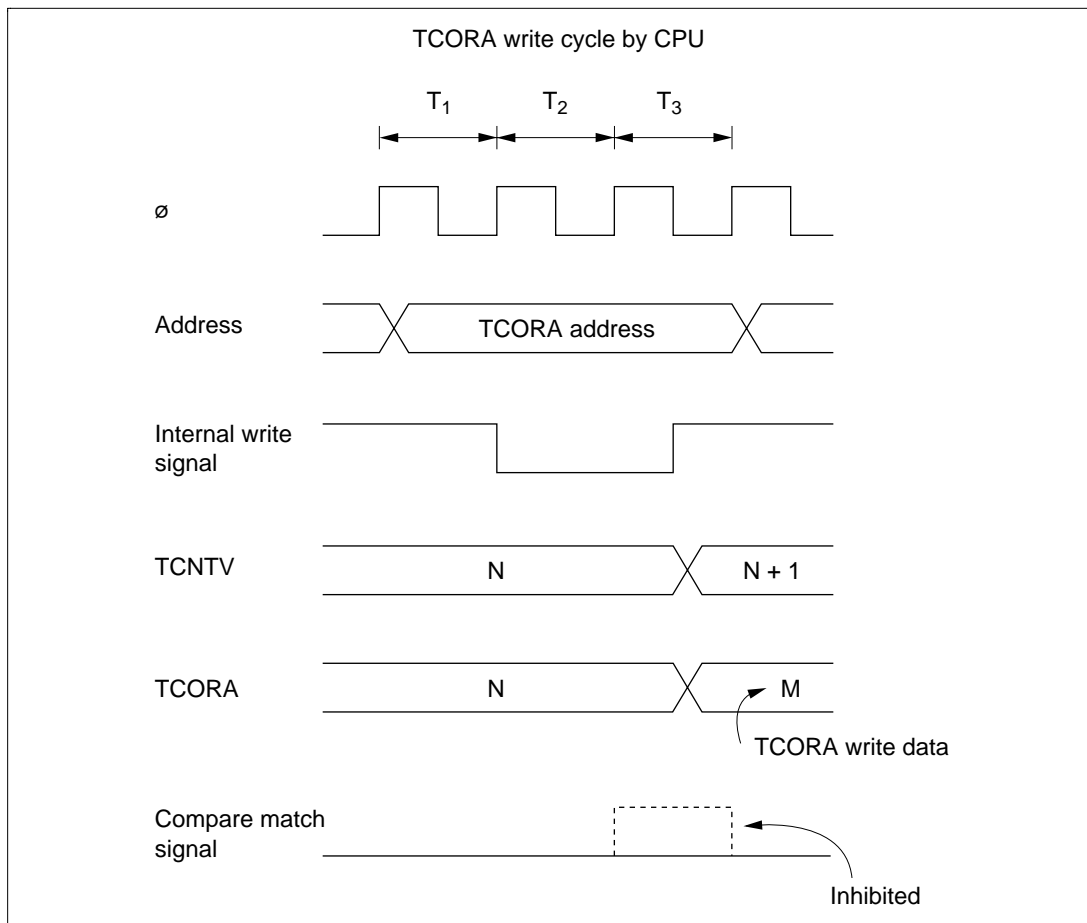 TCORA write cycle by CPU
T1 T2 T3
ø
Address
TCORA address
Internal write
signal
TCNTV
N
N + 1
TCORA
N
M
TCORA write data
Compare match
signal
Inhibited